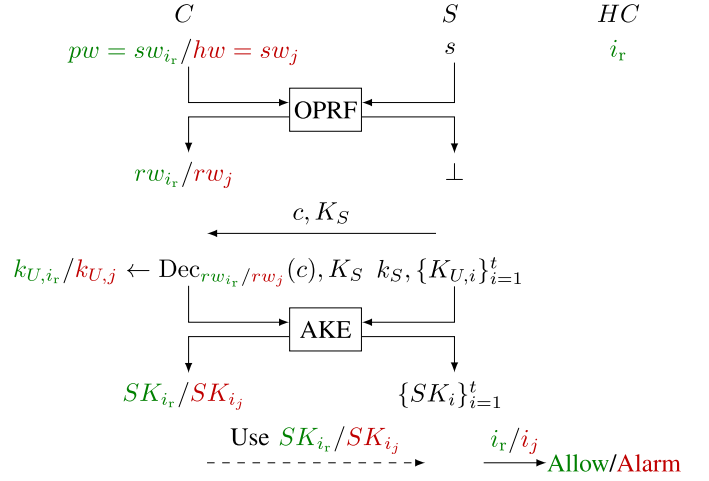 C S HC
pw = sw_{i_r}/hw = sw_j s i_r
OPRF
rw_{i_r}/rw_j ⊥
c, K_S
k_{U,i_r}/k_{U,j} ← Dec_{rw_{i_r}/rw_j}(c), K_S k_S, {K_{U,i}}_{i=1}^t
AKE
SK_{i_r}/SK_{i_j} {SK_i}_{i=1}^t
Use SK_{i_r}/SK_{i_j} i_r/i_j
Allow/Alarm